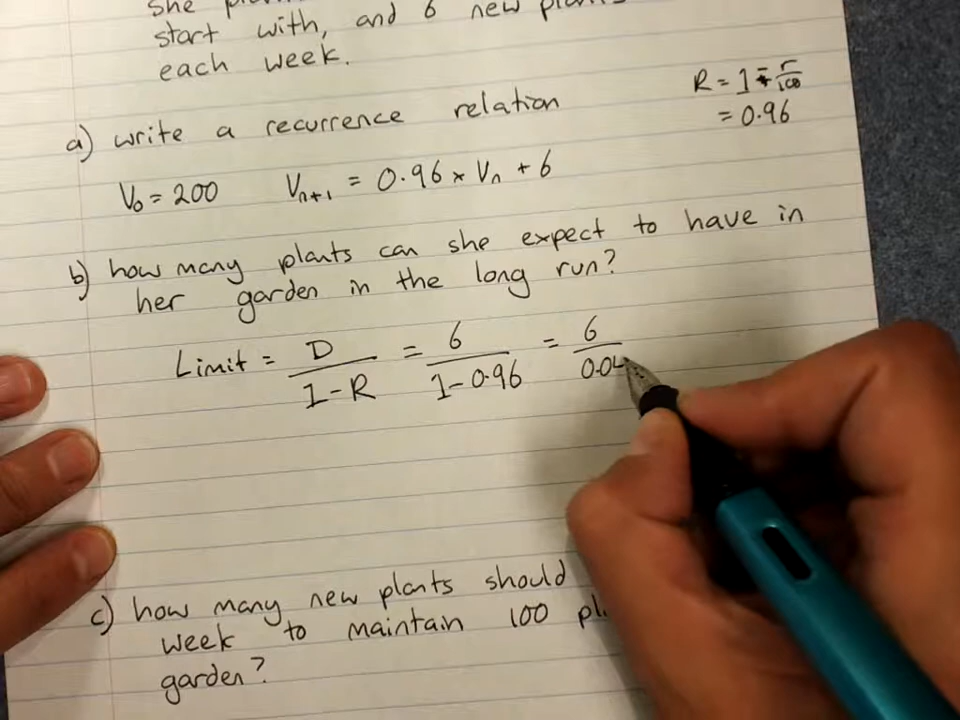 she
start with, and 6 new
each week.
R = 1 ∓ r/100
= 0.96
a) write a recurrence relation
V₀ = 200 Vₙ₊₁ = 0.96 × Vₙ + 6
b) how many plants can she expect to have in
her garden in the long run?
Limit = D/(1-R) = 6/(1-0.96) = 6/0.04
c) how many new plants should
week to maintain 100
garden?